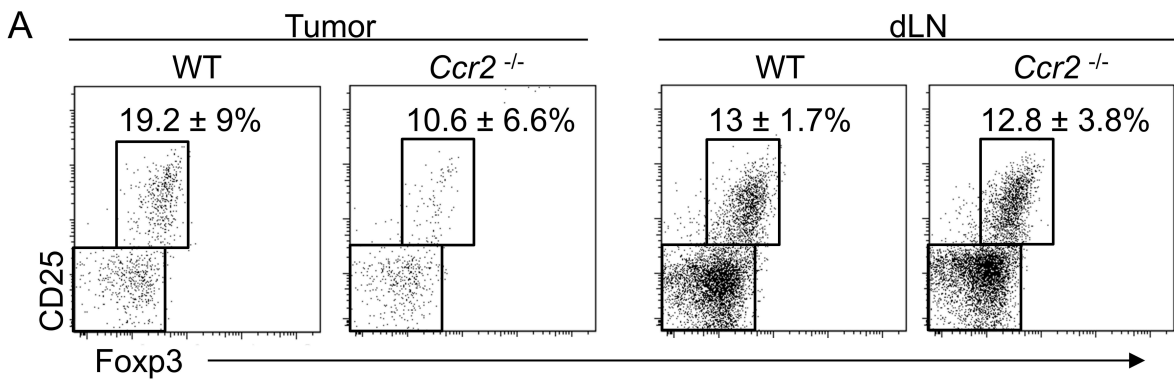 A
Tumor
dLN
WT
Ccr2 -/-
WT
Ccr2 -/-
19.2 ± 9%
10.6 ± 6.6%
13 ± 1.7%
12.8 ± 3.8%
CD25
Foxp3